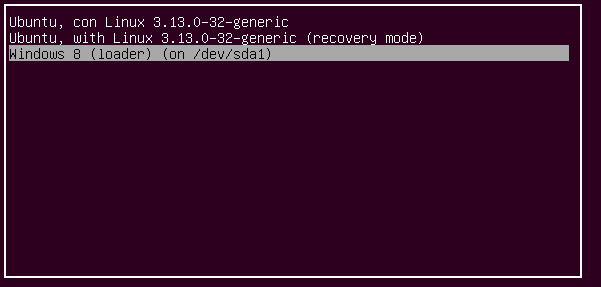 Ubuntu, con Linux 3.13.0-32-generic
Ubuntu, with Linux 3.13.0-32-generic (recovery mode)
Windows 8 (loader) (on /dev/sda1)